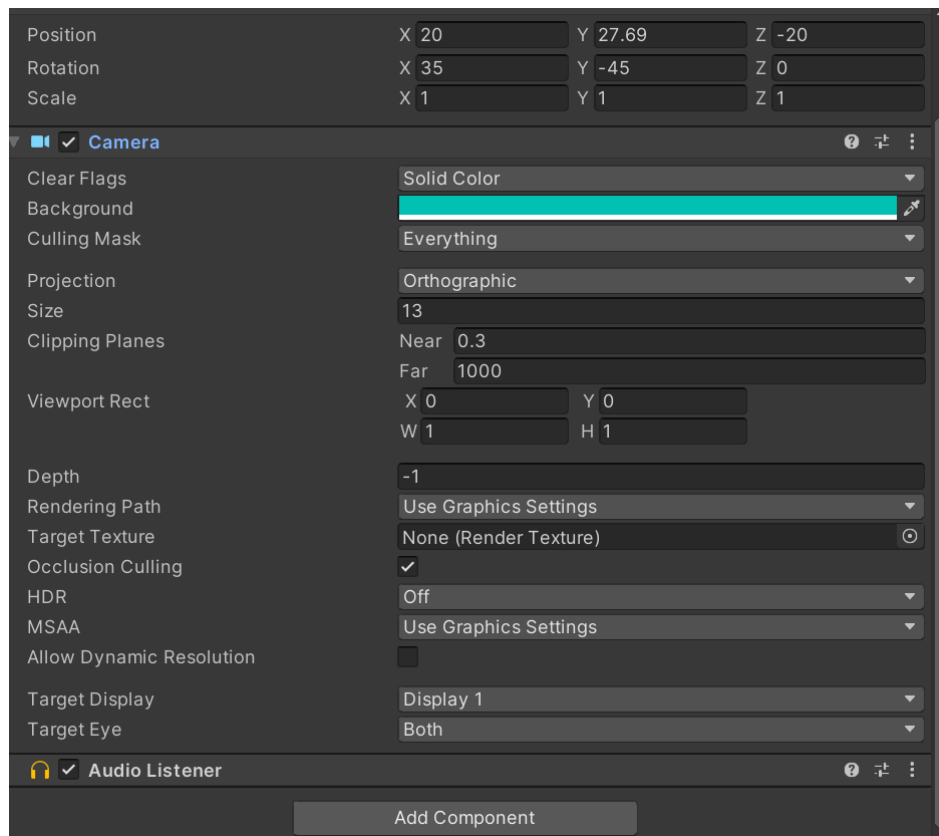 Position X 20 Y 27.69 Z -20
Rotation X 35 Y -45 Z 0
Scale X 1 Y 1 Z 1
Camera
Clear Flags Solid Color
Background
Culling Mask Everything
Projection Orthographic
Size 13
Clipping Planes Near 0.3
Far 1000
Viewport Rect X 0 Y 0
W 1 H 1
Depth -1
Rendering Path Use Graphics Settings
Target Texture None (Render Texture)
Occlusion Culling
HDR Off
MSAA Use Graphics Settings
Allow Dynamic Resolution
Target Display Display 1
Target Eye Both
Audio Listener
Add Component